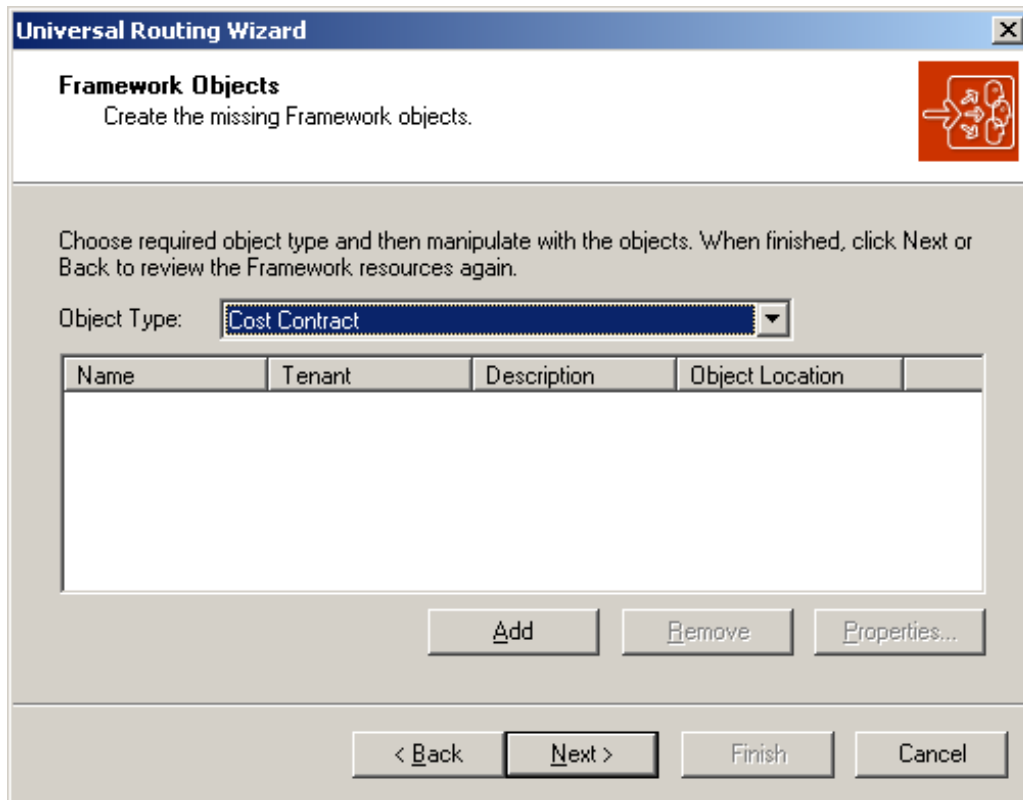 Universal Routing Wizard
Framework Objects
Create the missing Framework objects.
Choose required object type and then manipulate with the objects. When finished, click Next or
Back to review the Framework resources again.
Object Type: Cost Contract
Name Tenant Description Object Location
Add Remove Properties...
< Back Next > Finish Cancel